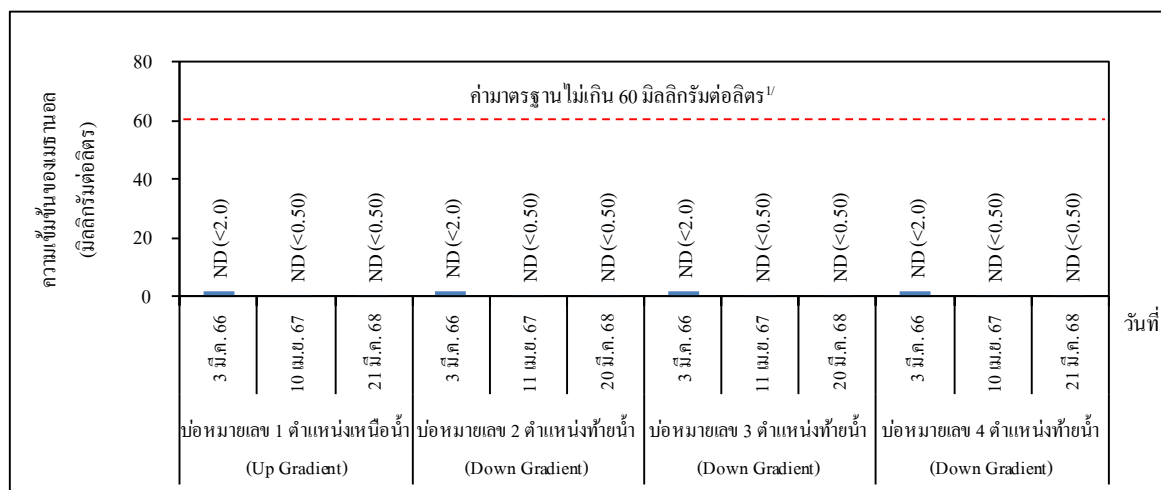 ความเข้มข้นของเมธานอล
(มิลลิกรัมต่อลิตร)
80
60
40
20
0
ค่ามาตรฐานไม่เกิน 60 มิลลิกรัมต่อลิตร1/
ND (<2.0)
ND (<0.50)
ND (<0.50)
ND (<2.0)
ND (<0.50)
ND (<0.50)
ND (<2.0)
ND (<0.50)
ND (<0.50)
ND (<2.0)
ND (<0.50)
ND (<0.50)
3 มี.ค. 66
10 เม.ย. 67
21 มี.ค. 68
3 มี.ค. 66
11 เม.ย. 67
20 มี.ค. 68
3 มี.ค. 66
11 เม.ย. 67
20 มี.ค. 68
3 มี.ค. 66
10 เม.ย. 67
21 มี.ค. 68
วันที่
บ่อหมายเลข 1 ตำแหน่งเหนือน้ำ
(Up Gradient)
บ่อหมายเลข 2 ตำแหน่งท้ายน้ำ
(Down Gradient)
บ่อหมายเลข 3 ตำแหน่งท้ายน้ำ
(Down Gradient)
บ่อหมายเลข 4 ตำแหน่งท้ายน้ำ
(Down Gradient)